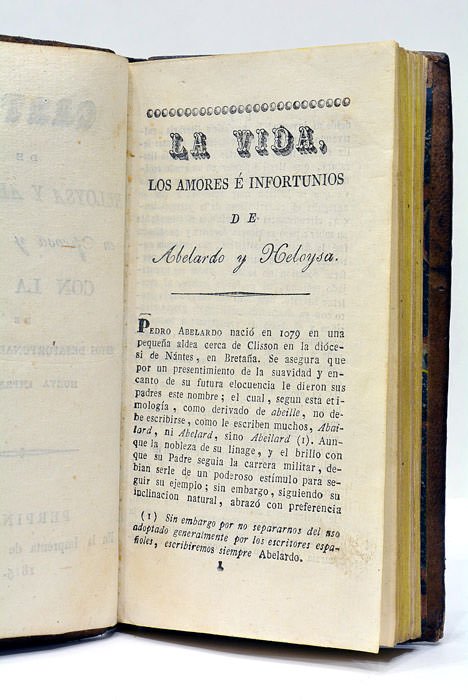 LA VIDA,
LOS AMORES É INFORTUNIOS
DE
Abelardo y Heloysa.
PEDRO ABELARDO nació en 1079 en una
pequeña aldea cerca de Clisson en la dióce-
si de Nántes, en Bretaña. Se asegura que
por un presentimiento de la suavidad y en-
canto de su futura elocuencia le dieron sus
padres este nombre; el cual, segun esta eti-
mología, como derivado de abeille, no de-
be escribirse, como le escriben muchos, Abai-
lard, ni Abelard, sino Abeilard (1). Aun-
que la nobleza de su linage, y el brillo con
que su Padre seguia la carrera militar, de-
bian serle de un poderoso estímulo para se-
guir su ejemplo; sin embargo, siguiendo su
inclinacion natural, abrazó con preferencia
(1) Sin embargo por no separarnos del uso
adoptado generalmente por los escritores espa-
ñoles, escribiremos siempre Abelardo.
1